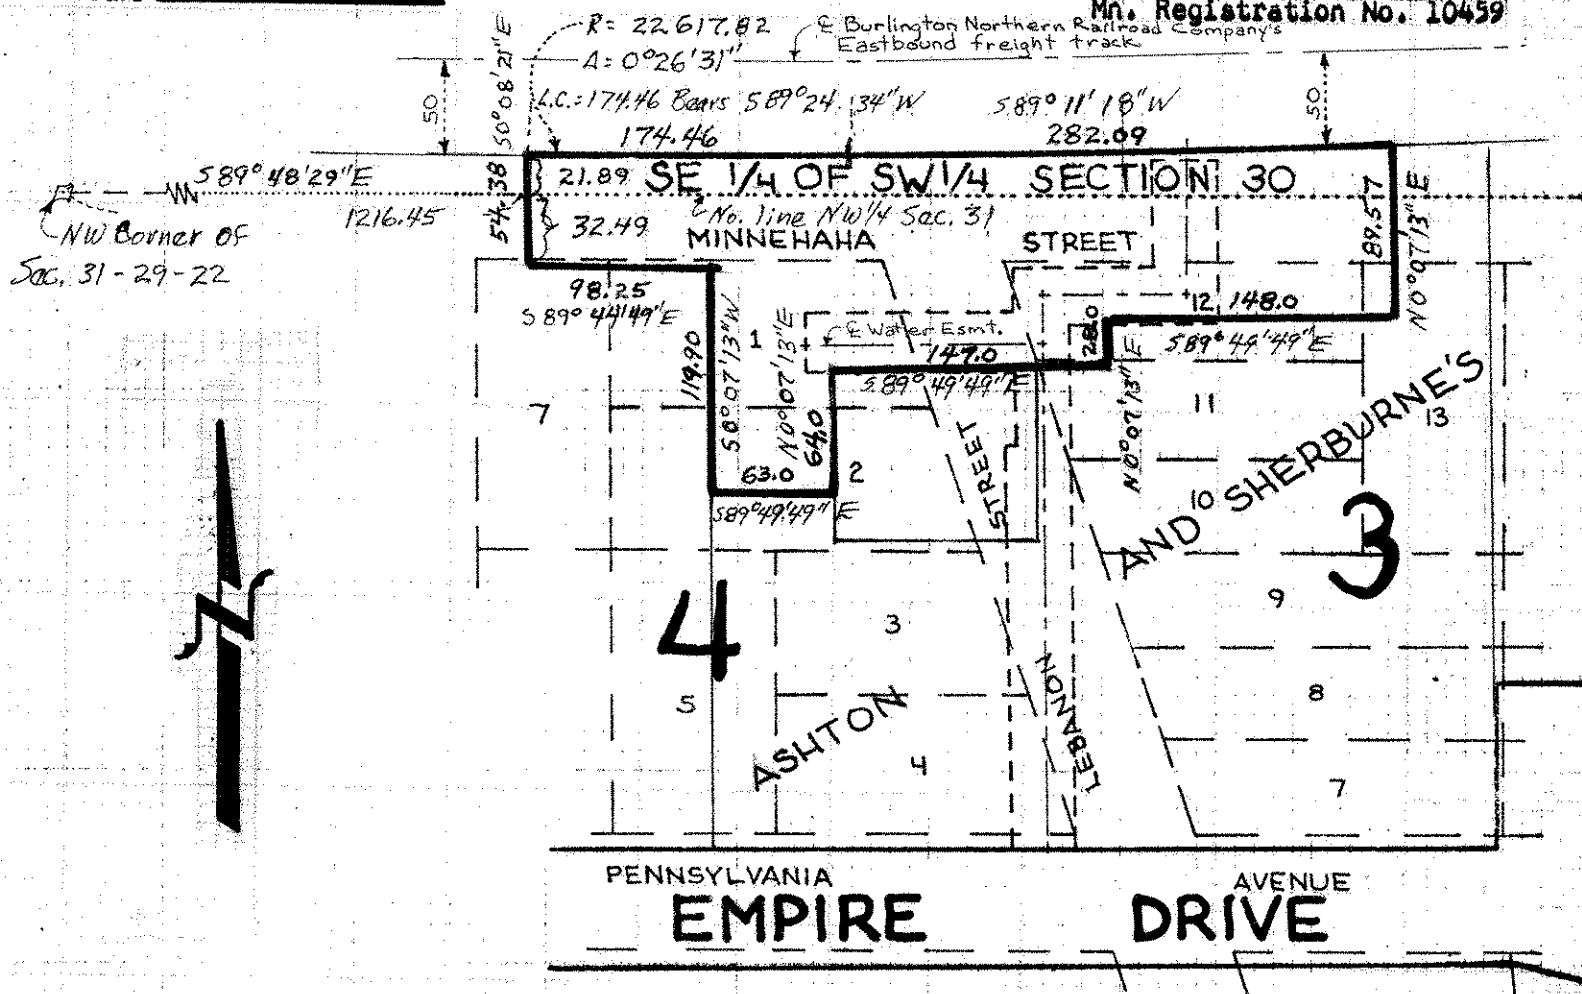 Mn. Registration No. 10459
R = 22617.82
℄ Burlington Northern Railroad Company's
Eastbound freight track
Δ = 0°26'31"
50
S0°08'21"E
L.C. = 174.46 Bears S89°24'34"W
S89°11'18"W
50
174.46
282.09
S89°48'29"E
54.38
21.89
SE 1/4 OF SW 1/4 SECTION 30
1216.45
32.49
No. line NW 1/4 Sec. 31
89.57
N0°07'13"E
NW Corner of
Sec. 31-29-22
MINNEHAHA STREET
98.25
S89°44'49"E
12
148.0
S89°49'49"E
119.90
S0°07'13"W
1
N0°07'13"E
℄ Water Esmt.
149.0
S89°49'49"E
28.0
N0°07'13"E
7
64.0
11
13
63.0
2
S89°49'49"E
STREET
10
AND SHERBURNE'S
3
4
3
9
5
ASHTON
LEBANON
8
4
7
PENNSYLVANIA AVENUE
EMPIRE DRIVE